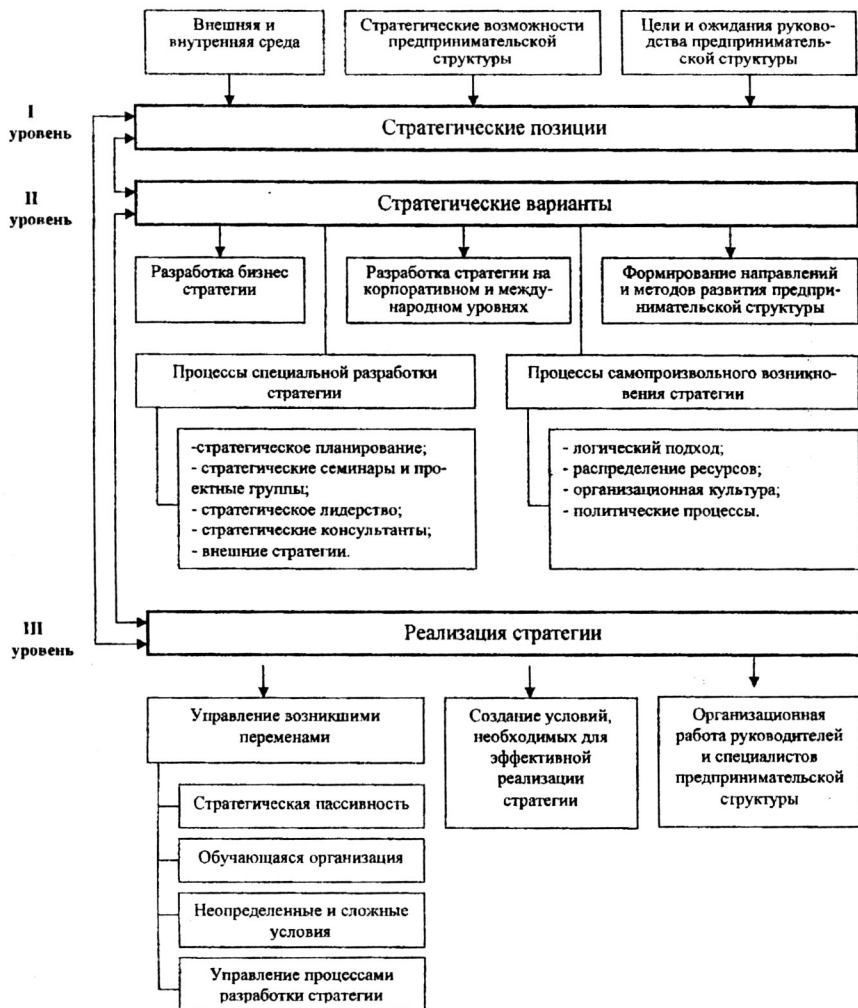 Внешняя и
внутренняя среда
Стратегические возможности
предпринимательской
структуры
Цели и ожидания руково-
дства предприниматель-
ской структуры
I
уровень
Стратегические позиции
II
уровень
Стратегические варианты
Разработка бизнес
стратегии
Разработка стратегии на
корпоративном и между-
народном уровнях
Формирование направлений
и методов развития предпри-
нимательской структуры
Процессы специальной разработки
стратегии
Процессы самопроизвольного возникно-
вения стратегии
-стратегическое планирование;
- стратегические семинары и про-
ектные группы;
- стратегическое лидерство;
- стратегические консультанты;
- внешние стратегии.
- логический подход;
- распределение ресурсов;
- организационная культура;
- политические процессы.
III
уровень
Реализация стратегии
Управление возникшими
переменами
Создание условий,
необходимых для
эффективной
реализации
стратегии
Организационная
работа руководителей
и специалистов
предпринимательской
структуры
Стратегическая пассивность
Обучающаяся организация
Неопределенные и сложные
условия
Управление процессами
разработки стратегии